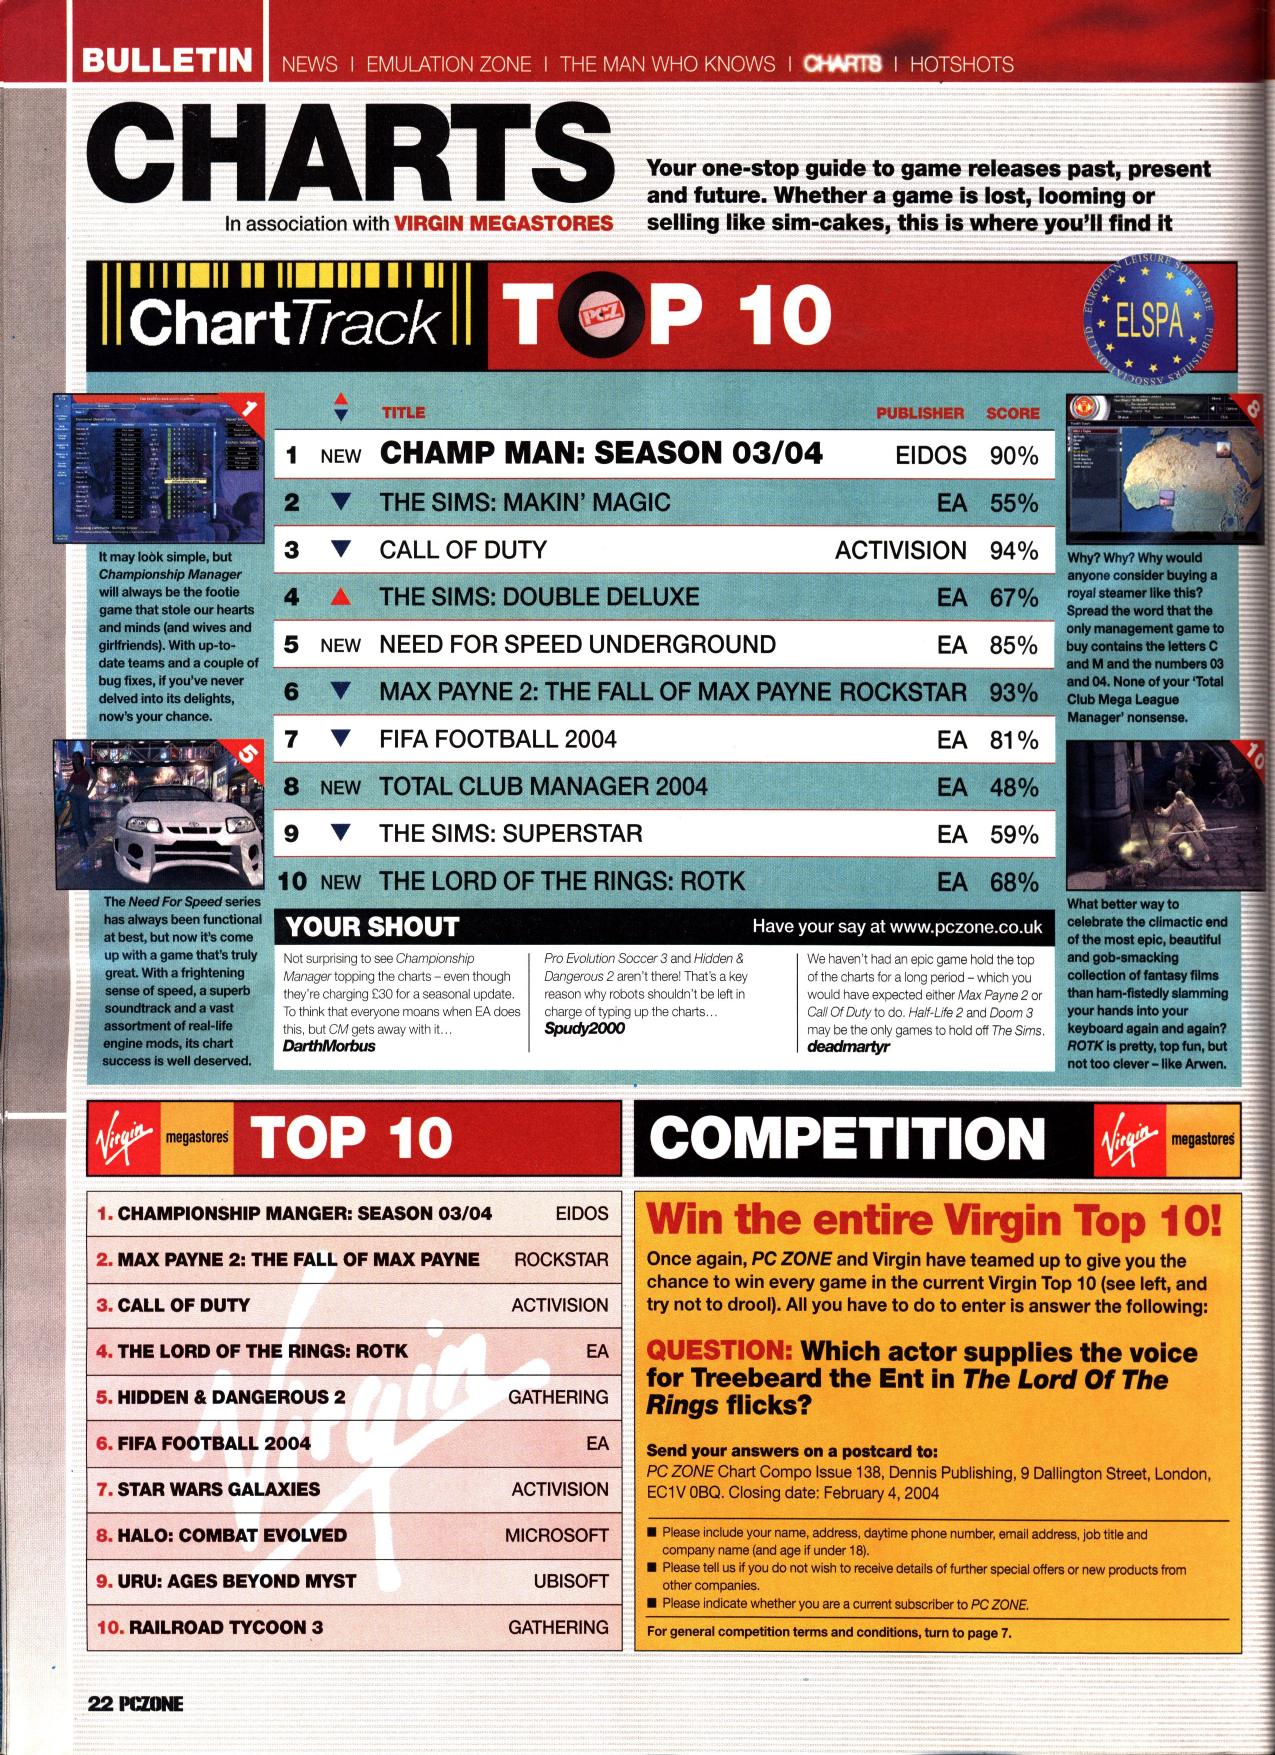 BULLETIN
NEWS | EMULATION ZONE | THE MAN WHO KNOWS | CHARTS | HOTSHOTS
CHARTS
In association with VIRGIN MEGASTORES
Your one-stop guide to game releases past, present
and future. Whether a game is lost, looming or
selling like sim-cakes, this is where you'll find it
ChartTrack TOP 10
PCZ
EUROPEAN LEISURE SOFTWARE PUBLISHERS ASSOCIATION LTD
ELSPA
TITLE PUBLISHER SCORE
1 NEW CHAMP MAN: SEASON 03/04 EIDOS 90%
2 ▼ THE SIMS: MAKIN' MAGIC EA 55%
3 ▼ CALL OF DUTY ACTIVISION 94%
4 ▲ THE SIMS: DOUBLE DELUXE EA 67%
5 NEW NEED FOR SPEED UNDERGROUND EA 85%
6 ▼ MAX PAYNE 2: THE FALL OF MAX PAYNE ROCKSTAR 93%
7 ▼ FIFA FOOTBALL 2004 EA 81%
8 NEW TOTAL CLUB MANAGER 2004 EA 48%
9 ▼ THE SIMS: SUPERSTAR EA 59%
10 NEW THE LORD OF THE RINGS: ROTK EA 68%
1
It may look simple, but
Championship Manager
will always be the footie
game that stole our hearts
and minds (and wives and
girlfriends). With up-to-
date teams and a couple of
bug fixes, if you've never
delved into its delights,
now's your chance.
5
The Need For Speed series
has always been functional
at best, but now it's come
up with a game that's truly
great. With a frightening
sense of speed, a superb
soundtrack and a vast
assortment of real-life
engine mods, its chart
success is well deserved.
8
Why? Why? Why would
anyone consider buying a
royal steamer like this?
Spread the word that the
only management game to
buy contains the letters C
and M and the numbers 03
and 04. None of your 'Total
Club Mega League
Manager' nonsense.
10
What better way to
celebrate the climactic end
of the most epic, beautiful
and gob-smacking
collection of fantasy films
than ham-fistedly slamming
your hands into your
keyboard again and again?
ROTK is pretty, top fun, but
not too clever – like Arwen.
YOUR SHOUT Have your say at www.pczone.co.uk
Not surprising to see Championship
Manager topping the charts – even though
they're charging £30 for a seasonal update.
To think that everyone moans when EA does
this, but CM gets away with it...
DarthMorbus
Pro Evolution Soccer 3 and Hidden &
Dangerous 2 aren't there! That's a key
reason why robots shouldn't be left in
charge of typing up the charts...
Spudy2000
We haven't had an epic game hold the top
of the charts for a long period – which you
would have expected either Max Payne 2 or
Call Of Duty to do. Half-Life 2 and Doom 3
may be the only games to hold off The Sims.
deadmartyr
Virgin megastores TOP 10
1. CHAMPIONSHIP MANGER: SEASON 03/04 EIDOS
2. MAX PAYNE 2: THE FALL OF MAX PAYNE ROCKSTAR
3. CALL OF DUTY ACTIVISION
4. THE LORD OF THE RINGS: ROTK EA
5. HIDDEN & DANGEROUS 2 GATHERING
6. FIFA FOOTBALL 2004 EA
7. STAR WARS GALAXIES ACTIVISION
8. HALO: COMBAT EVOLVED MICROSOFT
9. URU: AGES BEYOND MYST UBISOFT
10. RAILROAD TYCOON 3 GATHERING
Virgin
COMPETITION Virgin megastores
Win the entire Virgin Top 10!
Once again, PC ZONE and Virgin have teamed up to give you the
chance to win every game in the current Virgin Top 10 (see left, and
try not to drool). All you have to do to enter is answer the following:
QUESTION: Which actor supplies the voice
for Treebeard the Ent in The Lord Of The
Rings flicks?
Send your answers on a postcard to:
PC ZONE Chart Compo Issue 138, Dennis Publishing, 9 Dallington Street, London,
EC1V 0BQ. Closing date: February 4, 2004
■ Please include your name, address, daytime phone number, email address, job title and
company name (and age if under 18).
■ Please tell us if you do not wish to receive details of further special offers or new products from
other companies.
■ Please indicate whether you are a current subscriber to PC ZONE.
For general competition terms and conditions, turn to page 7.
22 PCZONE